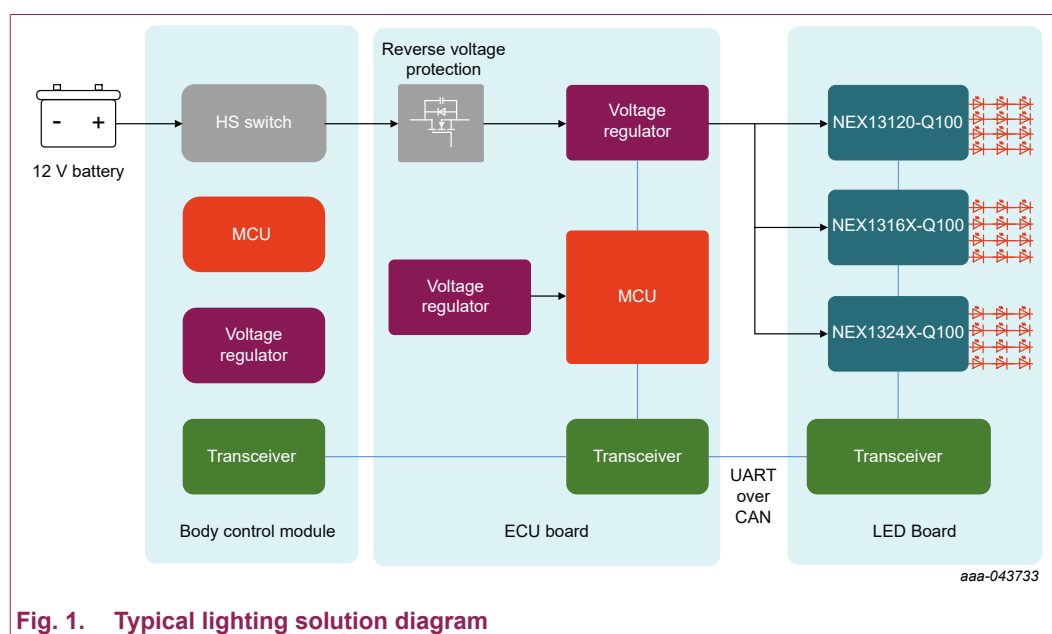 Reverse voltage
protection
- +
12 V battery
HS switch
Voltage
regulator
NEX13120-Q100
MCU
NEX1316X-Q100
Voltage
regulator
MCU
Voltage
regulator
NEX1324X-Q100
Transceiver
Transceiver
Transceiver
UART
over
CAN
Body control module
ECU board
LED Board
aaa-043733
Fig. 1. Typical lighting solution diagram